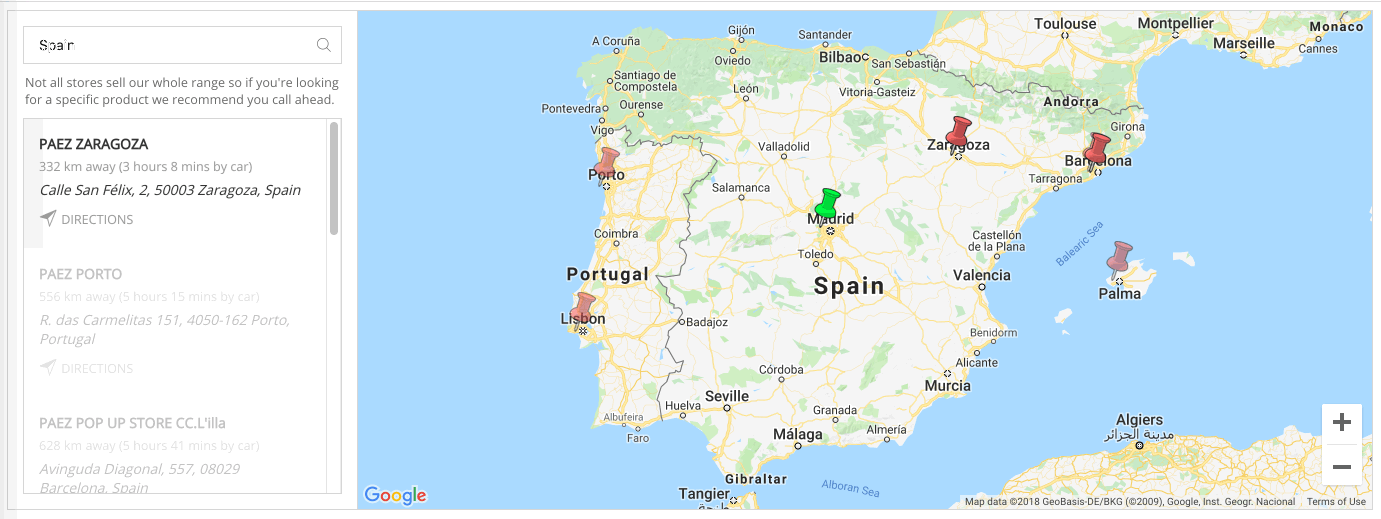 Spain
Not all stores sell our whole range so if you're looking
for a specific product we recommend you call ahead.
PAEZ ZARAGOZA
332 km away (3 hours 8 mins by car)
Calle San Félix, 2, 50003 Zaragoza, Spain
DIRECTIONS
PAEZ PORTO
556 km away (5 hours 15 mins by car)
R. das Carmelitas 151, 4050-162 Porto,
Portugal
DIRECTIONS
PAEZ POP UP STORE CC.L'illa
628 km away (5 hours 41 mins by car)
Avinguda Diagonal, 557, 08029
Barcelona, Spain
Toulouse
Montpellier
Monaco
Marseille
Cannes
Gijón
Santander
A Coruña
Oviedo
Bilbao
San Sebastián
Santiago de
Compostela
León
Vitoria-Gasteiz
Andorra
Pontevedra
Ourense
Girona
Vigo
Valladolid
Zaragoza
Barcelona
Porto
Tarragona
Salamanca
Madrid
Coimbra
Castellón
de la Plana
Balearic Sea
Toledo
Portugal
Spain
Valencia
Palma
Lisbon
Badajoz
Benidorm
Alicante
Córdoba
Murcia
Seville
Huelva
Granada
Albufeira
Faro
Málaga
Almería
Algiers
مدينة الجزائر
Gibraltar
Alboran Sea
Tangier
طنجة
Google
+
−
Map data ©2018 GeoBasis-DE/BKG (©2009), Google, Inst. Geogr. Nacional
Terms of Use